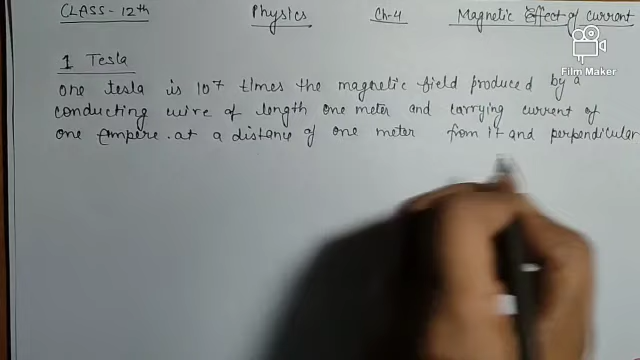 CLASS- 12th Physics Ch-4 Magnetic effect of current
Film Maker
1 Tesla
One tesla is 10⁷ times the magnetic field produced by a
conducting wire of length one meter and carrying current of
one Ampere .at a distance of one meter from it and perpendicular